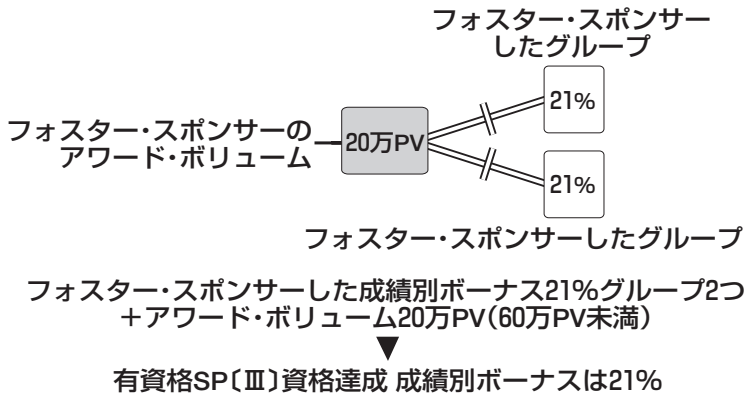 フォスター・スポンサー
したグループ
21%
フォスター・スポンサーの
アワード・ボリューム
20万PV
21%
フォスター・スポンサーしたグループ
フォスター・スポンサーした成績別ボーナス21%グループ2つ
+アワード・ボリューム20万PV(60万PV未満)
▼
有資格SP〔Ⅲ〕資格達成 成績別ボーナスは21%